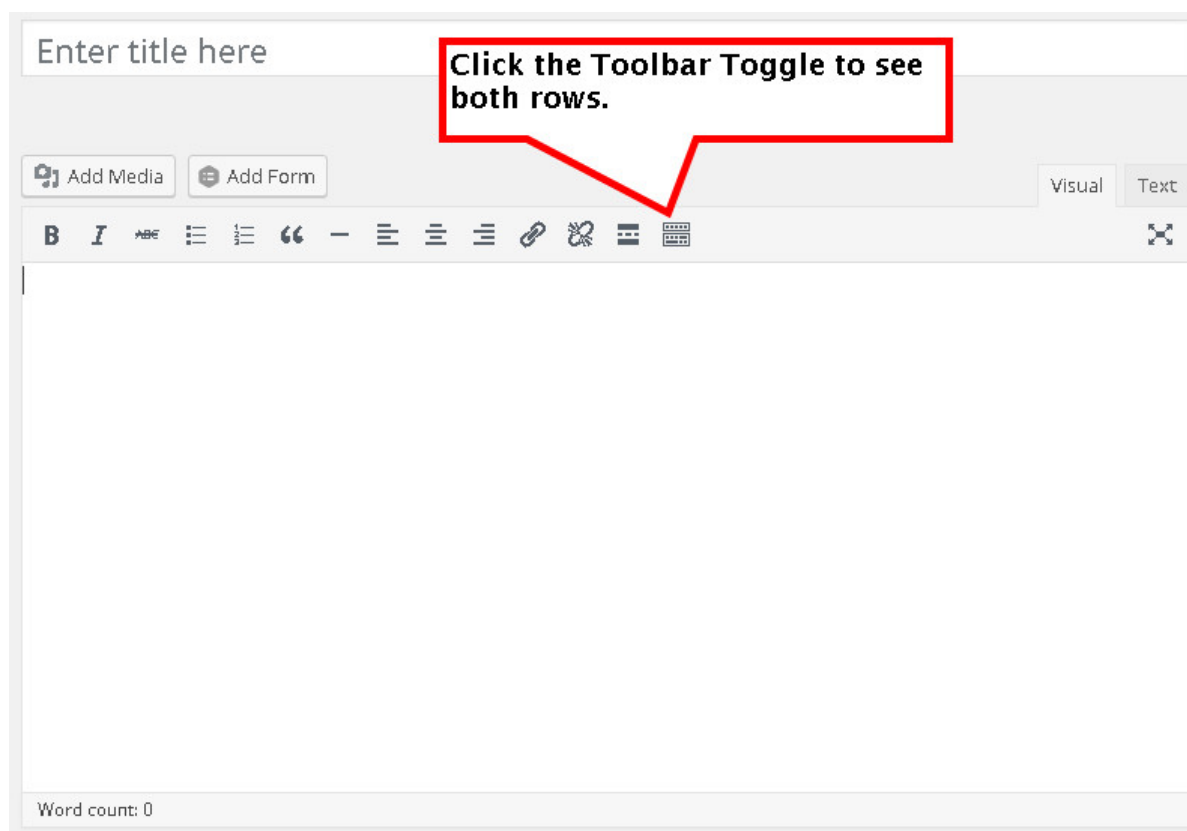 Enter title here
Click the Toolbar Toggle to see
both rows.
Add Media Add Form
Visual Text
B I ABC
Word count: 0